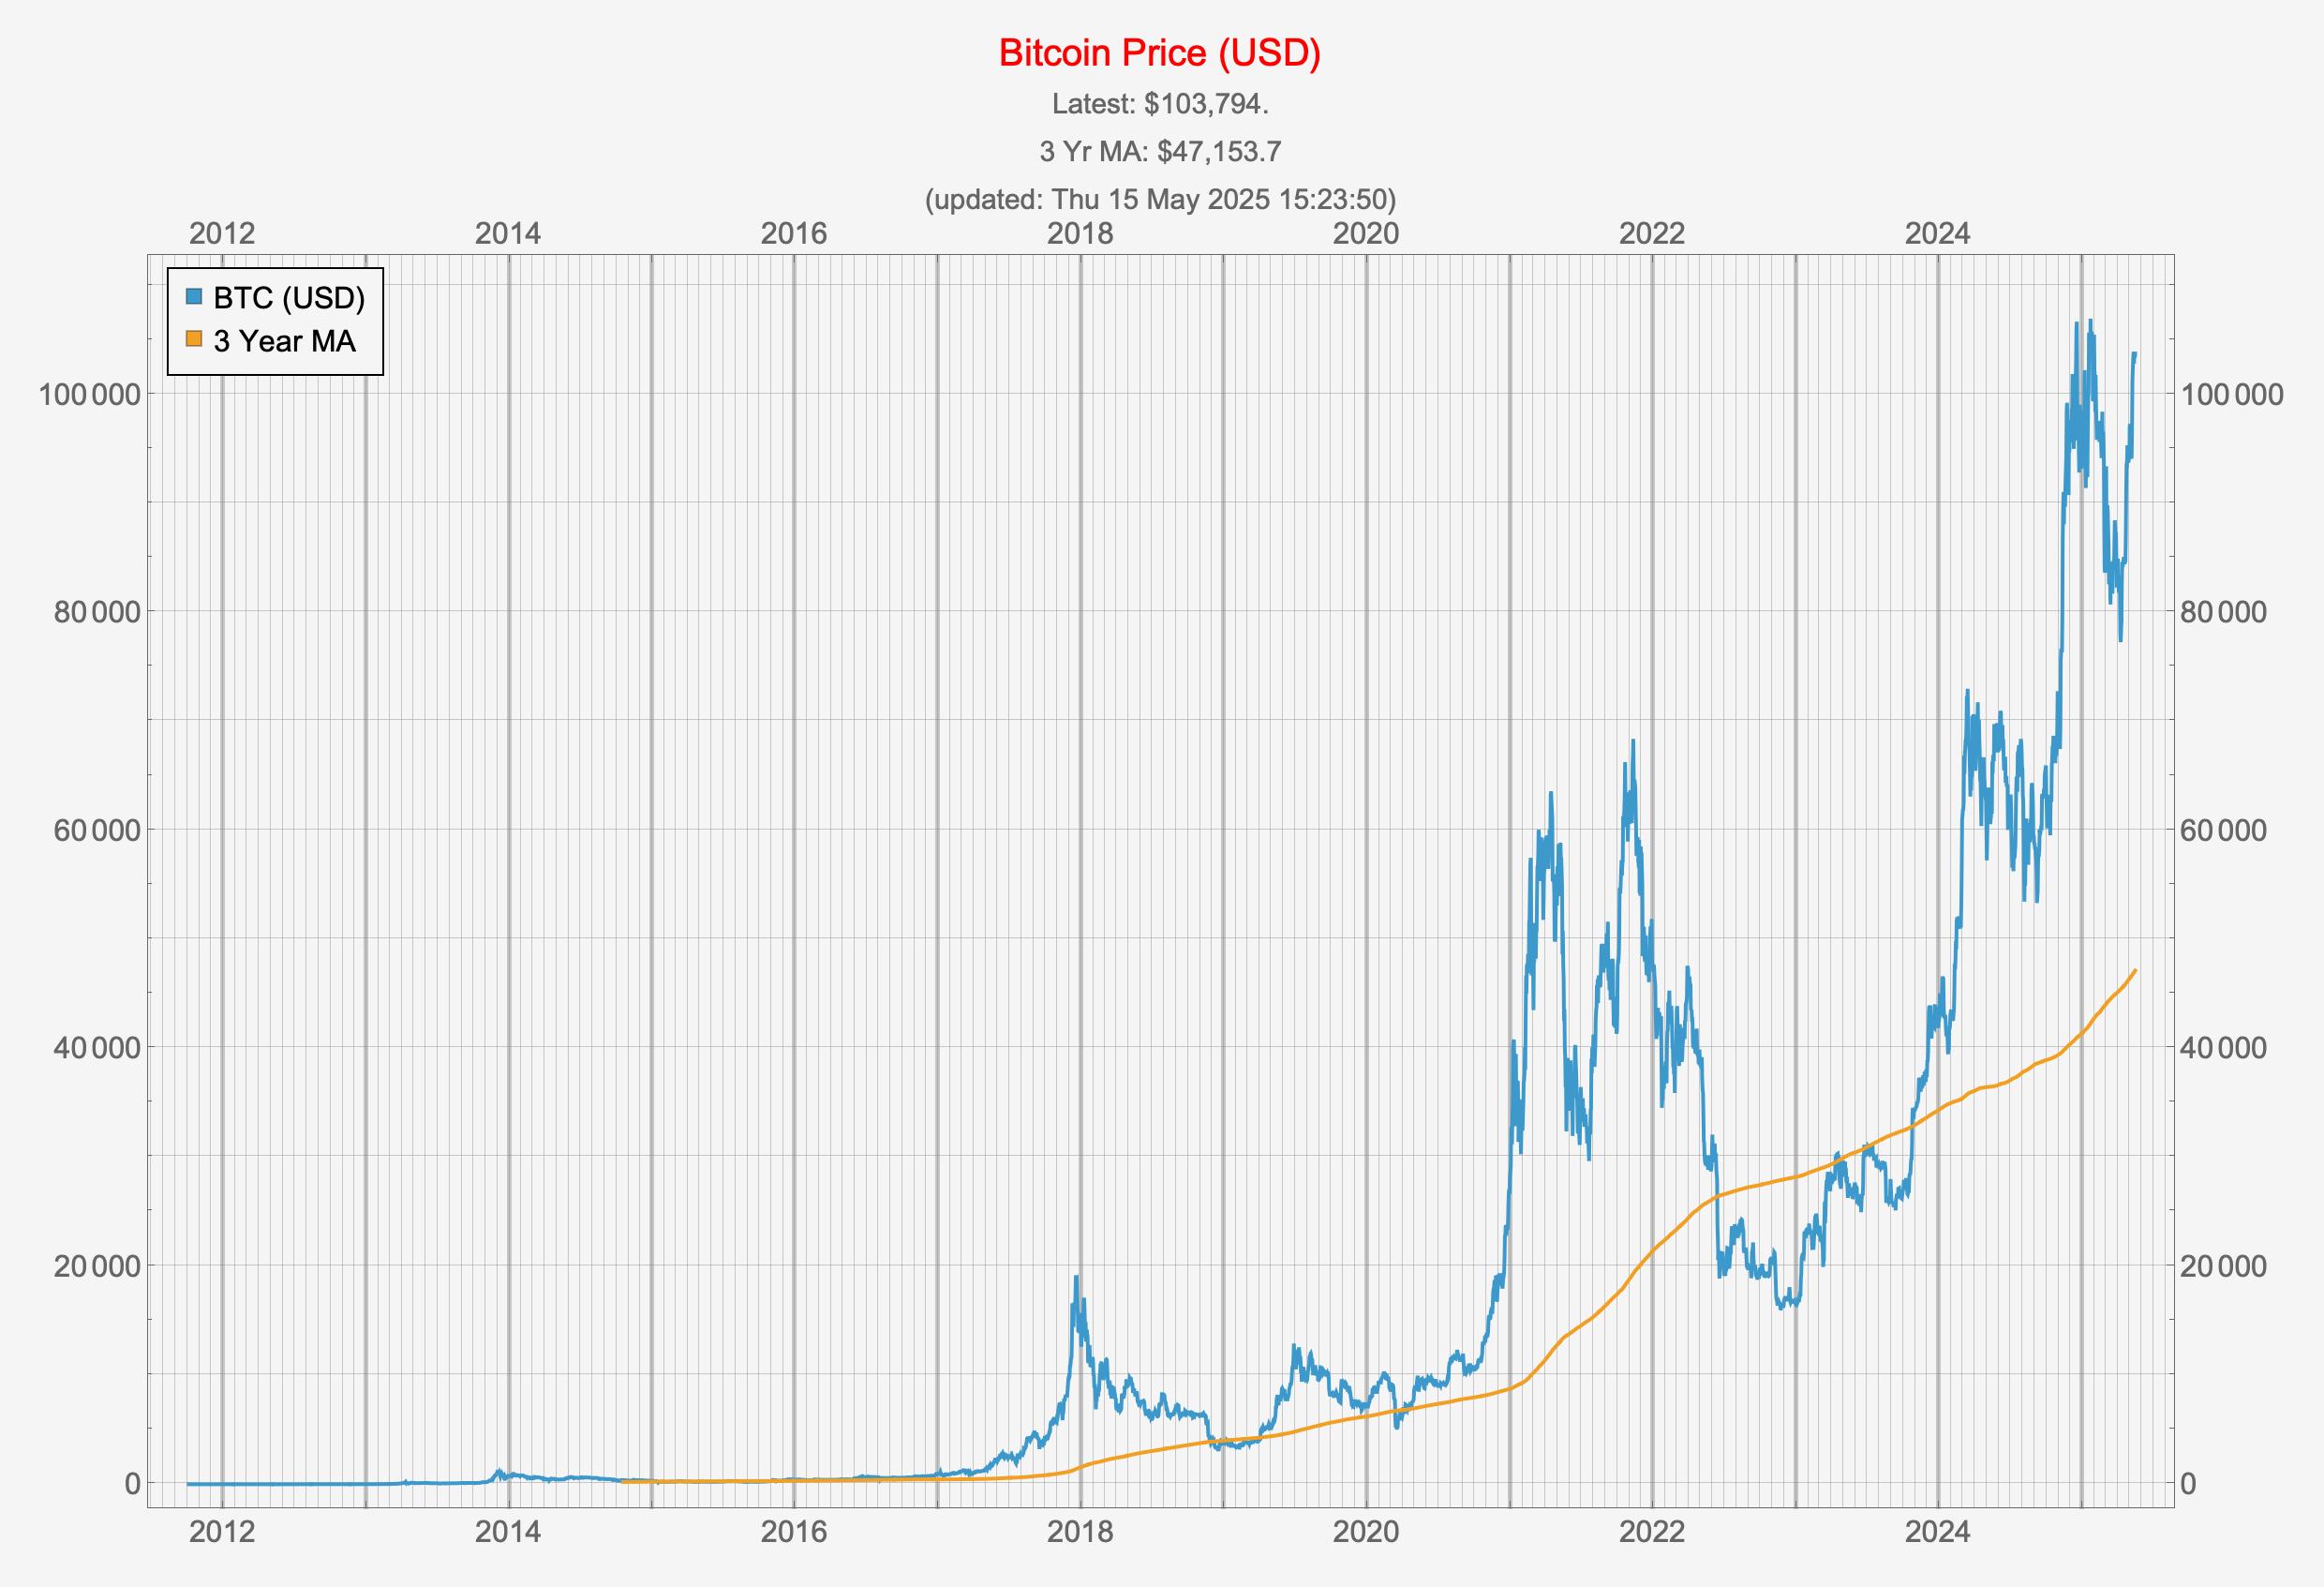 Bitcoin Price (USD)
Latest: $103,794.
3 Yr MA: $47,153.7
(updated: Thu 15 May 2025 15:23:50)
2012 2014 2016 2018 2020 2022 2024
BTC (USD)
3 Year MA
100 000 100 000
80 000 80 000
60 000 60 000
40 000 40 000
20 000 20 000
0 0
2012 2014 2016 2018 2020 2022 2024